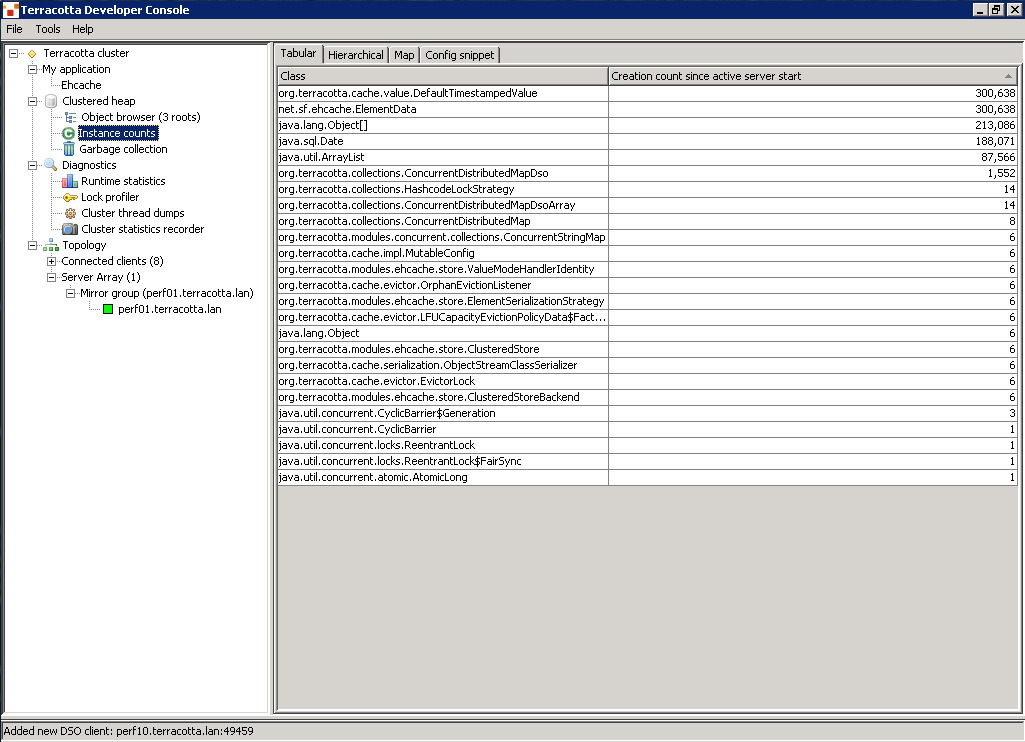 Terracotta Developer Console
File Tools Help
Terracotta cluster
My application
Ehcache
Clustered heap
Object browser (3 roots)
Instance counts
Garbage collection
Diagnostics
Runtime statistics
Lock profiler
Cluster thread dumps
Cluster statistics recorder
Topology
Connected clients (8)
Server Array (1)
Mirror group (perf01.terracotta.lan)
perf01.terracotta.lan
Tabular Hierarchical Map Config snippet
Class Creation count since active server start
org.terracotta.cache.value.DefaultTimestampedValue 300,638
net.sf.ehcache.ElementData 300,638
java.lang.Object[] 213,086
java.sql.Date 188,071
java.util.ArrayList 87,566
org.terracotta.collections.ConcurrentDistributedMapDso 1,552
org.terracotta.collections.HashcodeLockStrategy 14
org.terracotta.collections.ConcurrentDistributedMapDsoArray 14
org.terracotta.collections.ConcurrentDistributedMap 8
org.terracotta.modules.concurrent.collections.ConcurrentStringMap 6
org.terracotta.cache.impl.MutableConfig 6
org.terracotta.modules.ehcache.store.ValueModeHandlerIdentity 6
org.terracotta.cache.evictor.OrphanEvictionListener 6
org.terracotta.modules.ehcache.store.ElementSerializationStrategy 6
org.terracotta.cache.evictor.LFUCapacityEvictionPolicyData$Fact... 6
java.lang.Object 6
org.terracotta.modules.ehcache.store.ClusteredStore 6
org.terracotta.cache.serialization.ObjectStreamClassSerializer 6
org.terracotta.cache.evictor.EvictorLock 6
org.terracotta.modules.ehcache.store.ClusteredStoreBackend 6
java.util.concurrent.CyclicBarrier$Generation 3
java.util.concurrent.CyclicBarrier 1
java.util.concurrent.locks.ReentrantLock 1
java.util.concurrent.locks.ReentrantLock$FairSync 1
java.util.concurrent.atomic.AtomicLong 1
Added new DSO client: perf10.terracotta.lan:49459